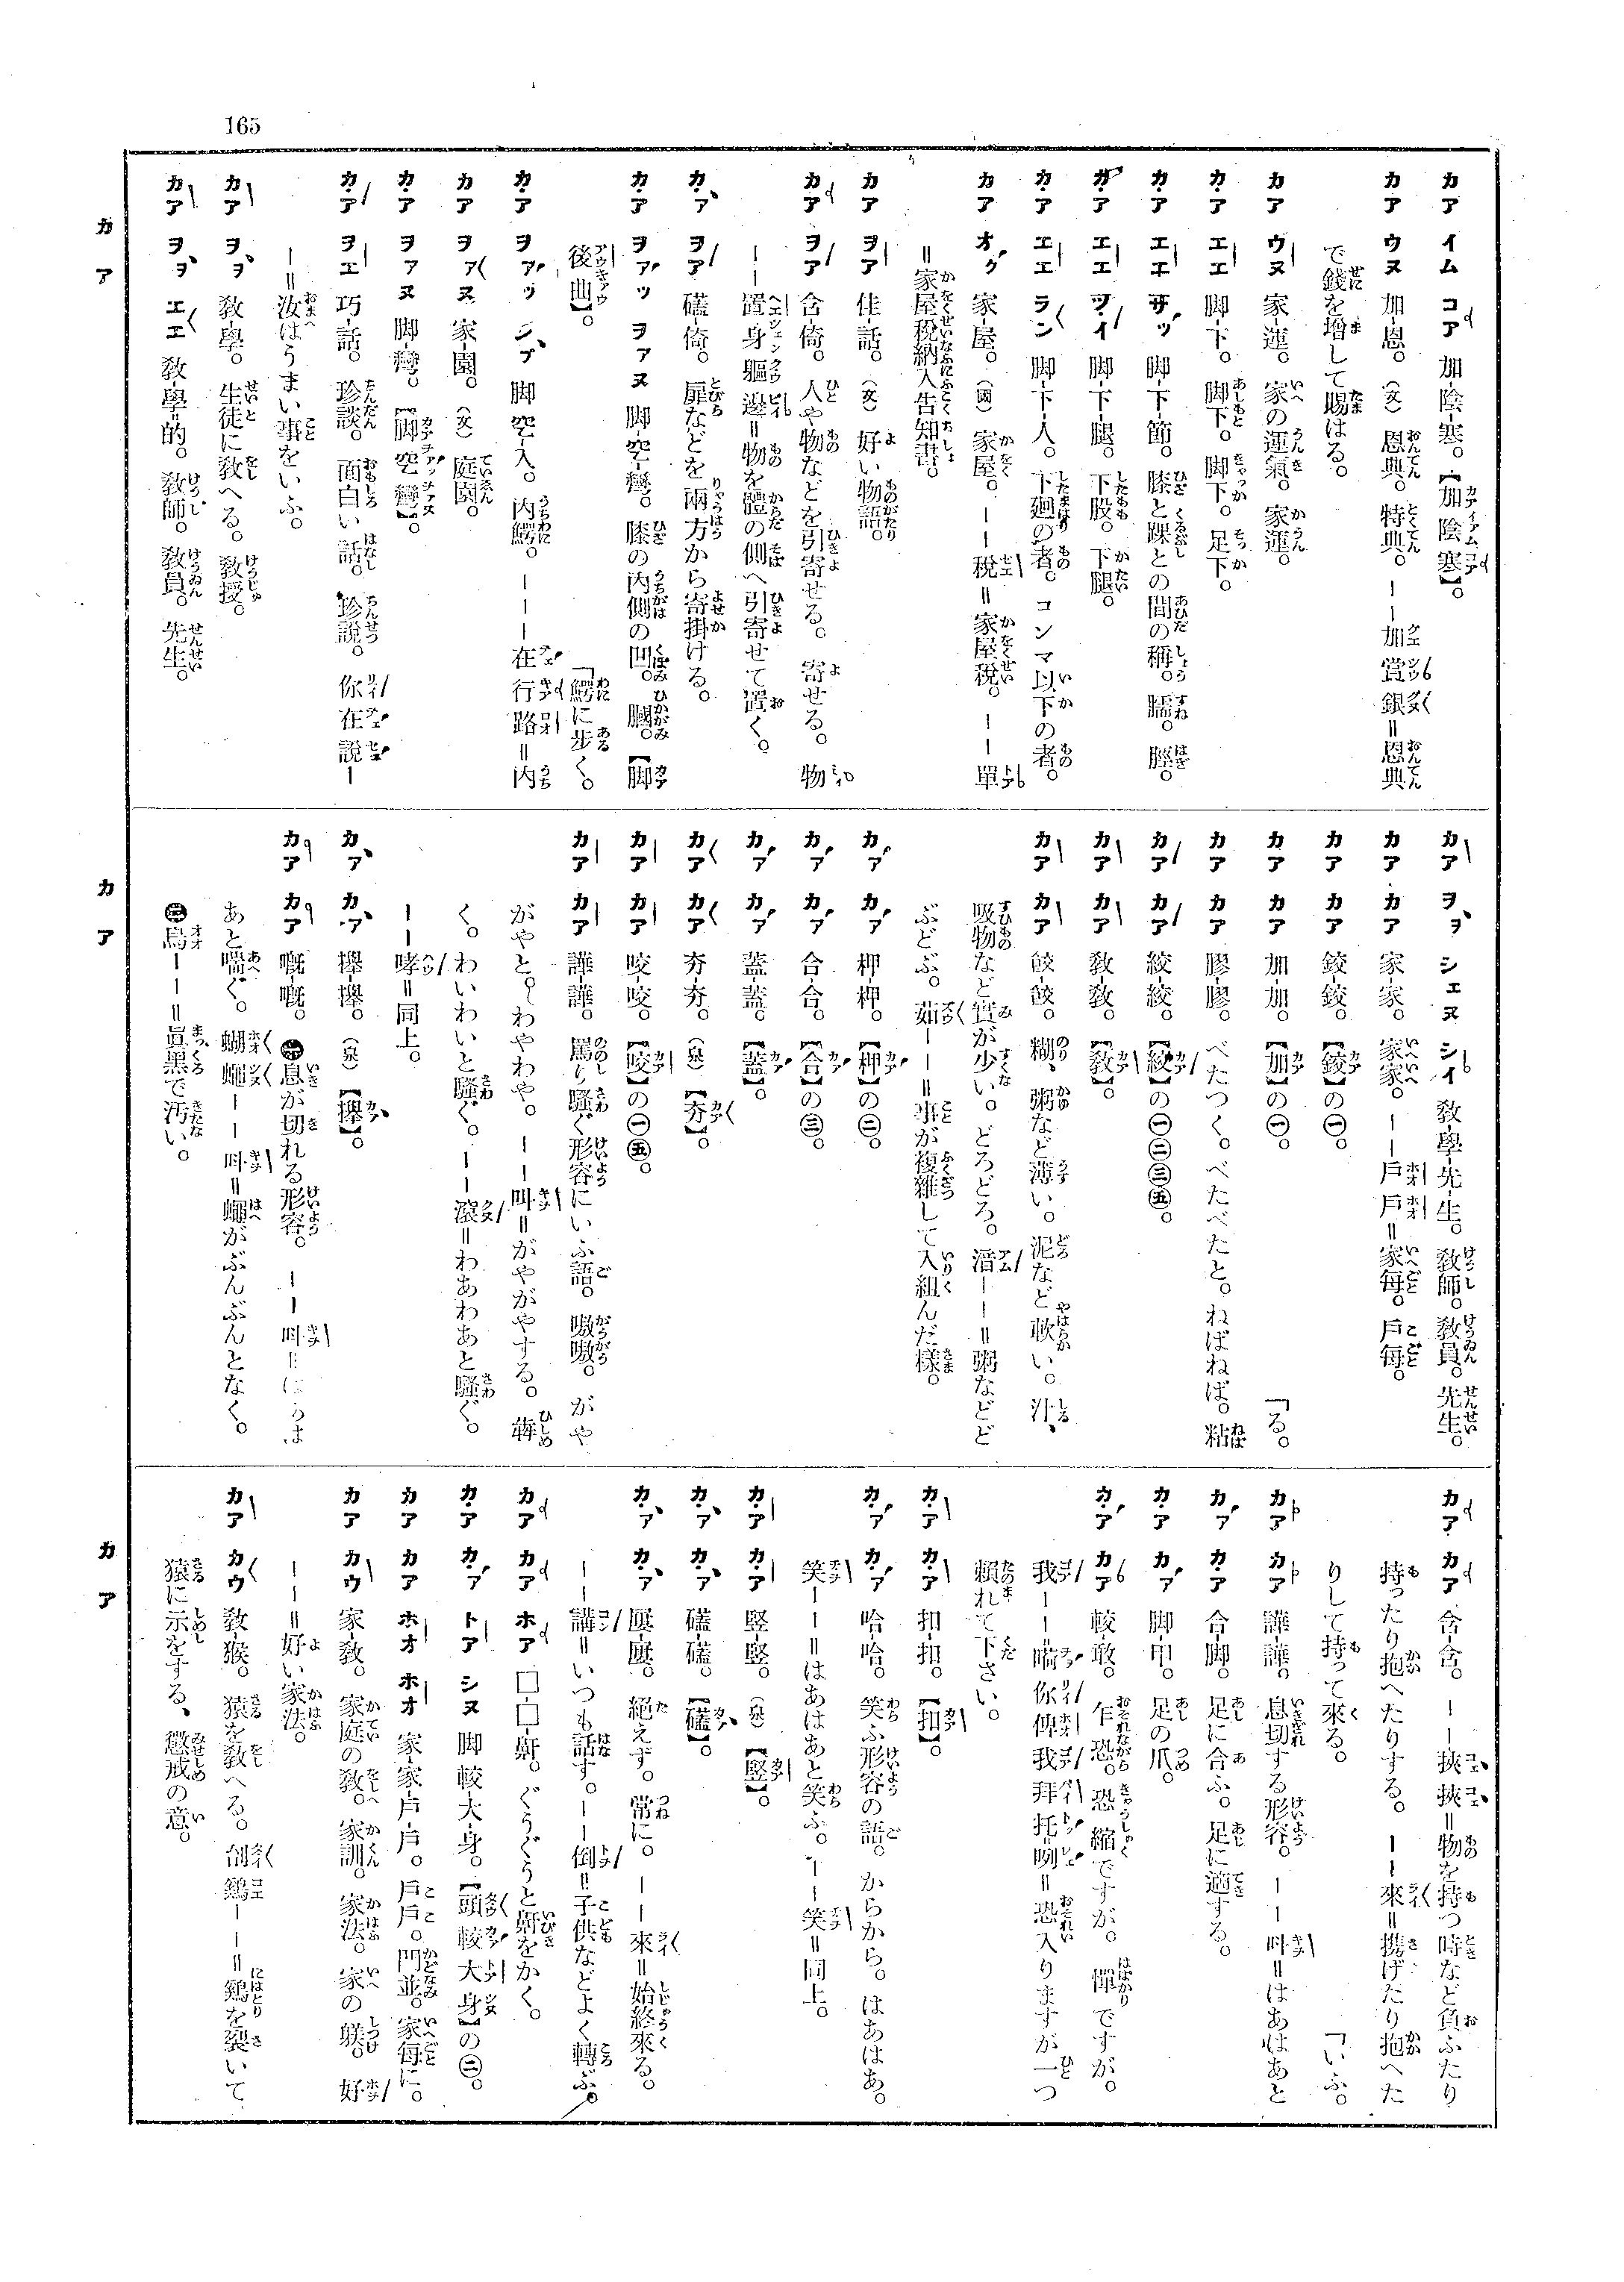 165
カア イム コア 加-陰-寒。【加陰寒】。
カア ウヌ 加-恩。(文) 恩典。特典。——加賞銀＝恩典
で錢を增して賜はる。
カア ウヌ 家-運。家の運氣。家運。
カ・ア エエ 脚-下。脚下。脚下。足下。
カ・ア エエ サッ 脚-下-節。膝と踝との間の稱。臑。脛。
カ・ア エエ ツ・イ 脚-下-腿。下股。下腿。
カ・ア エエ ラン 脚-下-人。下廻の者。コンマ以下の者。
カア オ・ク 家-屋。(國) 家屋。——稅＝家屋稅。——單
＝家屋稅納入告知書。
カア ヲア 佳-話。(文) 好い物語。
カ・ア ヲア 含-倚。人や物などを引寄せる。寄せる。物
——置身軀邊＝物を體の側へ引寄せて置く。
カ・ア ヲア 礚-倚。扉などを兩方から寄掛ける。
カ・ア ヲァッ ヲァヌ 脚-空-彎。膝の內側の凹。膕。【脚
後曲】。
カ・ア ヲァッ ジプ 脚-空-入。內鰐。———在行路＝內
「鰐に步く。
カア ヲァヌ 家-園。(文) 庭園。
カ・ア ヲァヌ 脚-彎。【脚空彎】。
カ・ア ヲエ 巧-話。珍談。面白い話。珍說。你在說—
—＝汝はうまい事をいふ。
カ・ア ヲヲ 敎-學。生徒に敎へる。敎授。
カ・ア ヲヲ エエ 敎-學-的。敎師。敎員。先生。
カア
カ・ア ヲヲ シェヌ シイ 敎-學-先-生。敎師。敎員。先生。
カア カア 家-家。家家。——戶戶＝家每。戶每。
カア カア 鉸-鉸。【鉸】の㊀。
カア カア 加-加。【加】の㊀。
「る。
カア カア 膠-膠。べたつく。べたべたと。ねばねば。粘
カア カア 絞-絞。【絞】の㊀㊁㊂㊄。
カア カア 敎-敎。【敎】。
カア カア 餃-餃。糊、粥など薄い。泥など軟い。汁、
吸物など實が少い。どろどろ。潘——＝粥などど
ぶどぶ。茹——＝事が複雜して入組んだ樣。
カ・ア カ・ア 柙-柙。【柙】の㊁。
カ・ア カ・ア 合-合。【合】の㊂。
カ・ア カ・ア 蓋-蓋。【蓋】。
カ・ア カ・ア 夯-夯。(泉)【夯】。
カア カア 咬-咬。【咬】の㊀㊄。
カア カア 譁-譁。罵り騷ぐ形容にいふ語。嗷嗷。がや
がやと。わやわや。——叫＝がやがやする。犇
く。わいわいと騷ぐ。——滾＝わあわあと騷ぐ。
——哮＝同上。
カ・ア カ・ア 攑-攑。(泉)【攑】。
カア カア 嘅-嘅。㊀息が切れる形容。——叫＝はあは
あと喘ぐ。蝴蠅——叫＝蠅がぶんぶんとなく。
㊁烏——＝眞黑で汚い。
カア
カ・ア カ・ア 含-含。——挾挾＝物を持つ時など負ふたり
持ったり抱へたりする。——來＝携げたり抱へた
りして持って來る。
「いふ。
カア カア 譁-譁。息切する形容。——叫＝はあはあと
カ・ア カ・ア 合-脚。足に合ふ。足に適する。
カ・ア カ・ア 脚-甲。足の爪。
カ・ア カ・ア 較-敢。乍恐。恐縮ですが。憚ですが。
我——＝嘴你俾我拜托咧＝恐入りますが一つ
賴れて下さい。
カ・ア カ・ア 扣-扣。【扣】。
カ・ア カ・ア 哈-哈。笑ふ形容の語。からから。はあはあ。
笑——＝はあはあと笑ふ。——笑＝同上。
カ・ア カ・ア 堅-堅。(泉)【堅】。
カ・ア カ・ア 礚-礚。【礚】。
カ・ア カ・ア 屢-屢。絕えず。常に。——來＝始終來る。
——講＝いつも話す。——倒＝子供などよく轉ぶ。
カア カア ホア 口-口-鼾。ぐうぐうと鼾をかく。
カ・ア カ・ア トア シヌ 脚-較-大-身。【頭較大身】の㊁。
カア カア ホオ ホオ 家-家-戶-戶。戶戶。門並。家每に。
カア カウ 家-敎。家庭の敎。家訓。家法。家の躾。好
——＝好い家法。
カア カウ 敎-猴。猿を敎へる。刣鷄——＝鷄を裂いて
猿に示をする、懲戒の意。
カア